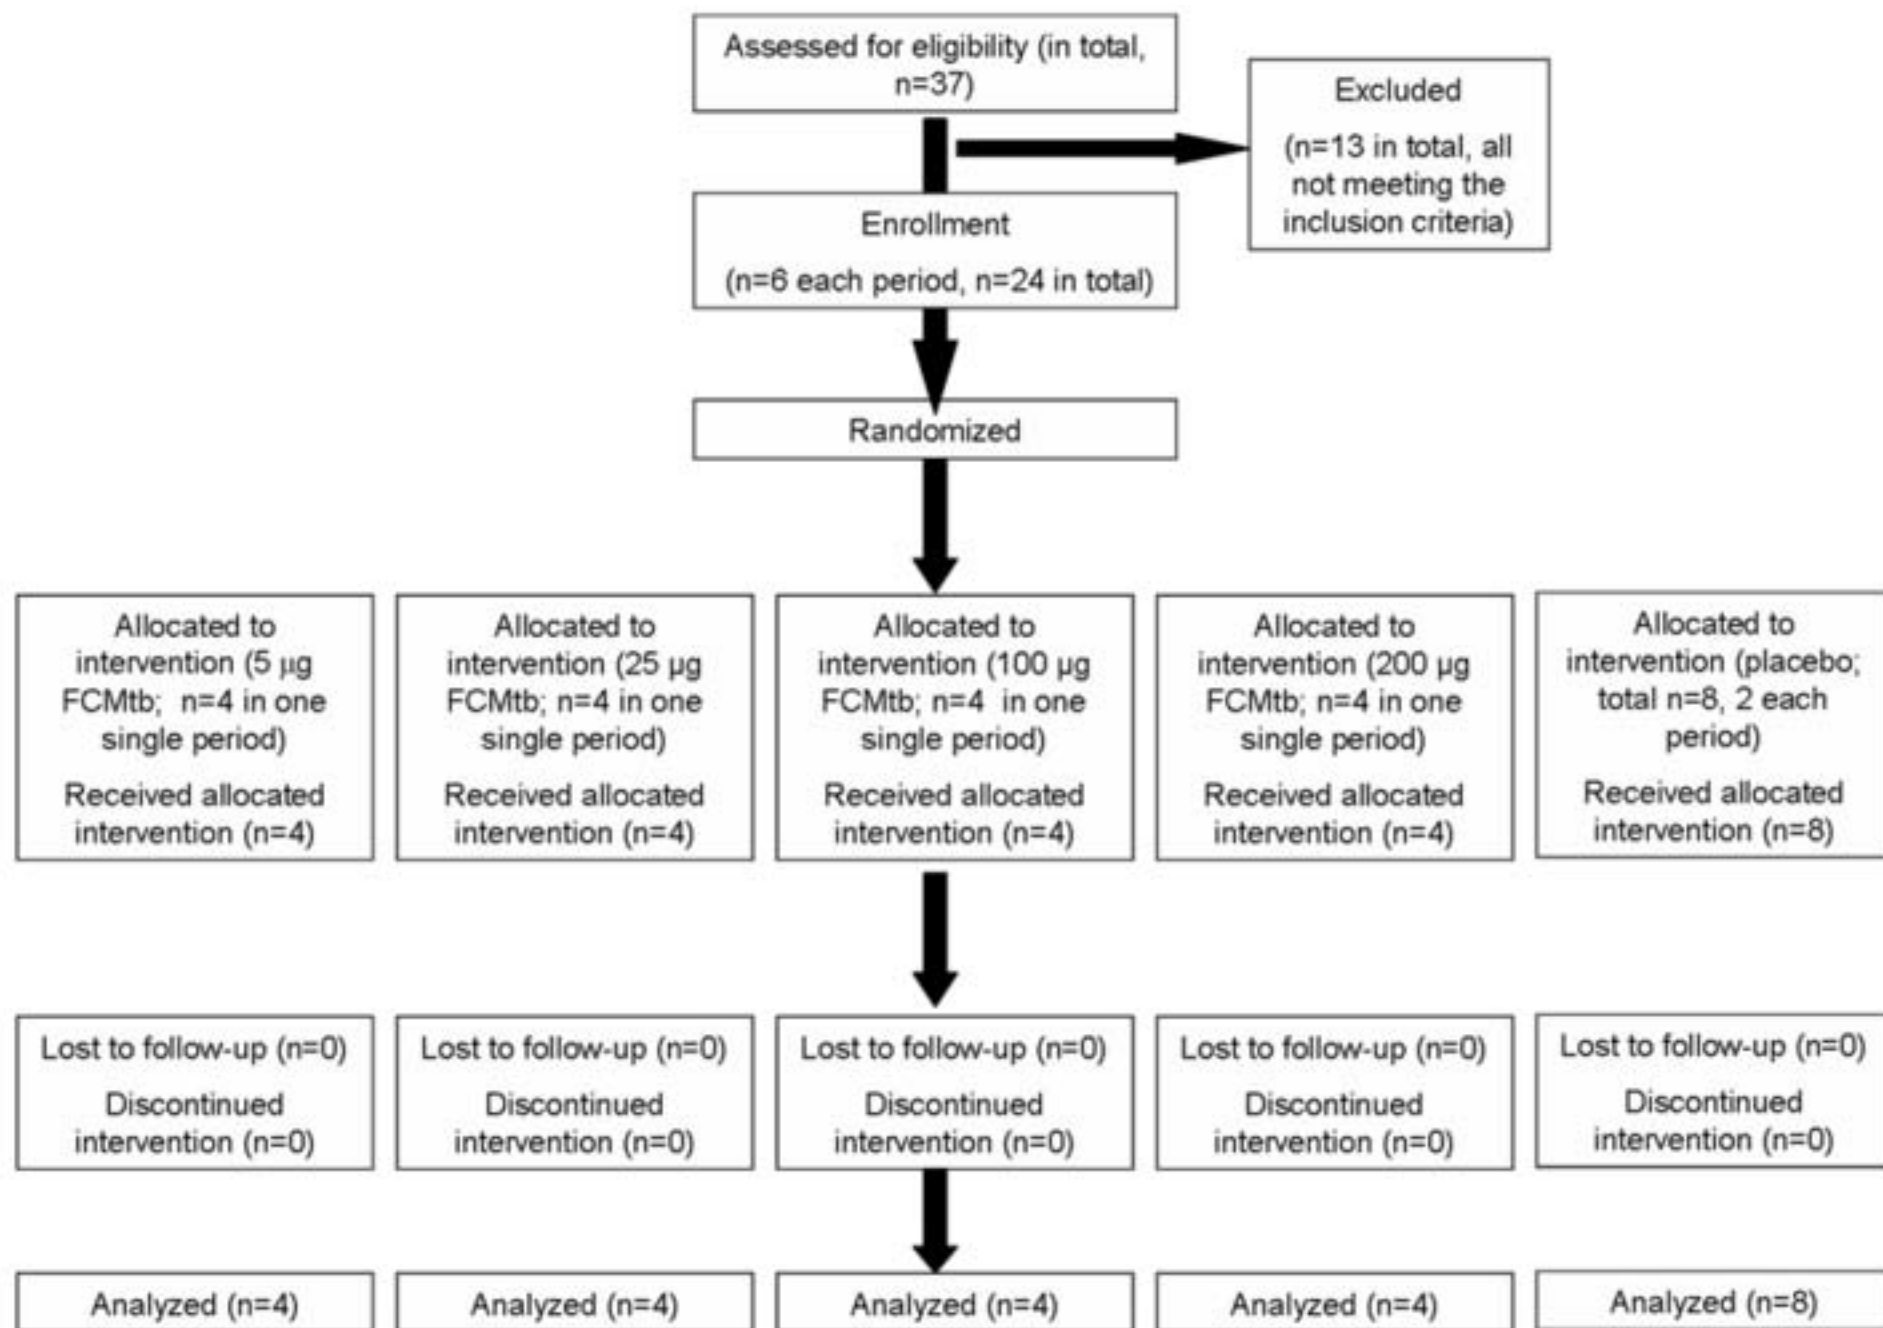 Assessed for eligibility (in total,
n=37)
Excluded
(n=13 in total, all
not meeting the
inclusion criteria)
Enrollment
(n=6 each period, n=24 in total)
Randomized
Allocated to
intervention (5 µg
FCMtb; n=4 in one
single period)
Received allocated
intervention (n=4)
Allocated to
intervention (25 µg
FCMtb; n=4 in one
single period)
Received allocated
intervention (n=4)
Allocated to
intervention (100 µg
FCMtb; n=4 in one
single period)
Received allocated
intervention (n=4)
Allocated to
intervention (200 µg
FCMtb; n=4 in one
single period)
Received allocated
intervention (n=4)
Allocated to
intervention (placebo;
total n=8, 2 each
period)
Received allocated
intervention (n=8)
Lost to follow-up (n=0)
Discontinued
intervention (n=0)
Lost to follow-up (n=0)
Discontinued
intervention (n=0)
Lost to follow-up (n=0)
Discontinued
intervention (n=0)
Lost to follow-up (n=0)
Discontinued
intervention (n=0)
Lost to follow-up (n=0)
Discontinued
intervention (n=0)
Analyzed (n=4)
Analyzed (n=4)
Analyzed (n=4)
Analyzed (n=4)
Analyzed (n=8)